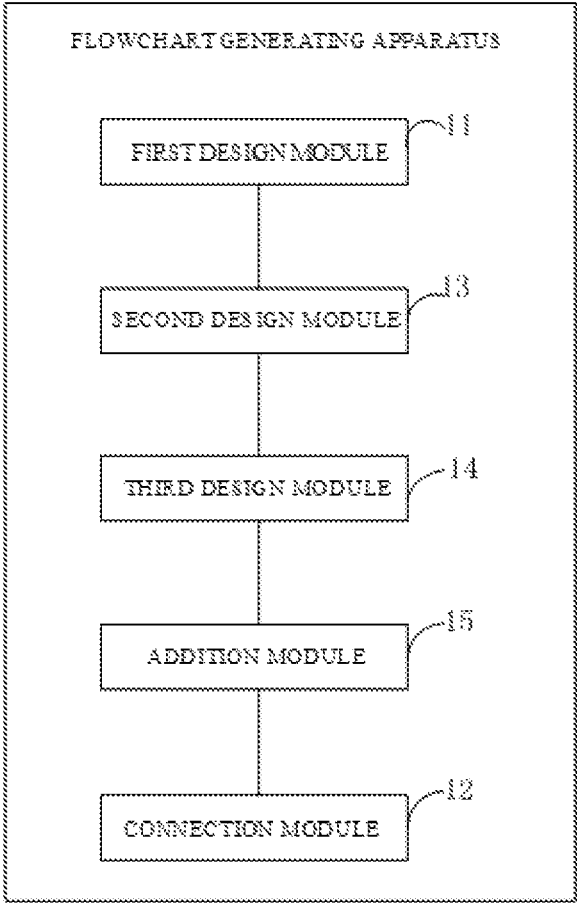 FLOWCHART GENERATING APPARATUS
11
FIRST DESIGN MODULE
13
SECOND DESIGN MODULE
14
THIRD DESIGN MODULE
15
ADDITION MODULE
12
CONNECTION MODULE